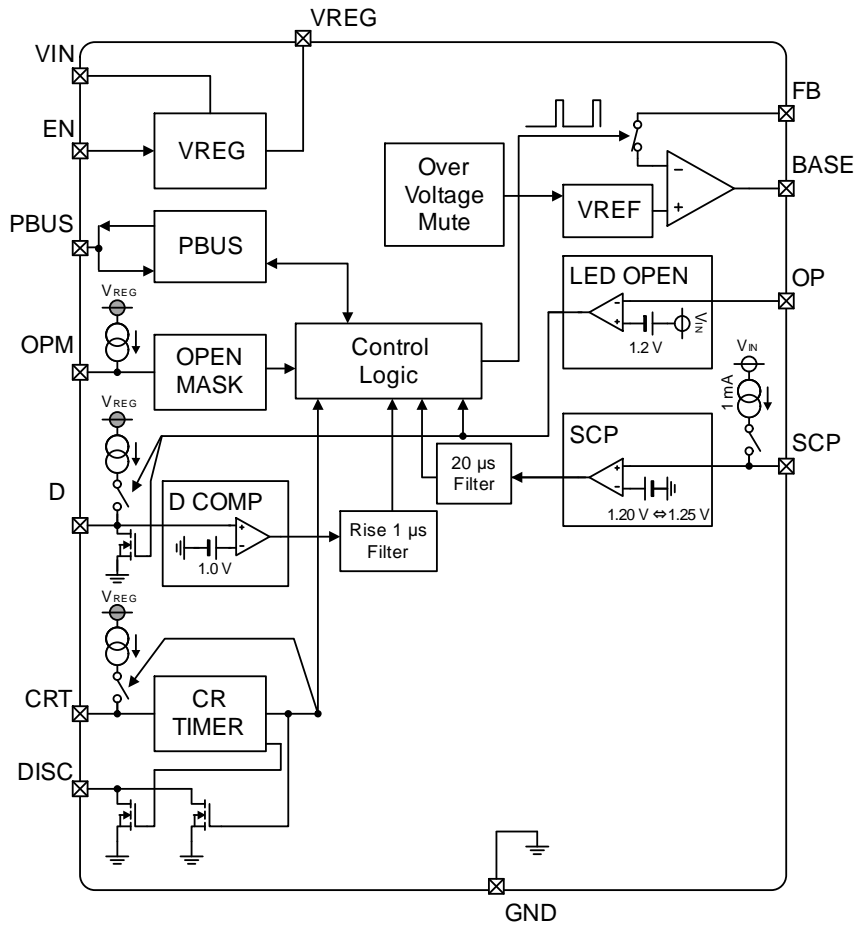 VREG
VIN
EN
VREG
FB
BASE
Over
Voltage
Mute
VREF
PBUS
PBUS
LED OPEN
OP
1.2 V
VIN
VREG
OPM
OPEN
MASK
Control
Logic
VIN
1 mA
VREG
SCP
SCP
20 µs
Filter
1.20 V ⇔1.25 V
D
D COMP
1.0 V
Rise 1 µs
Filter
VREG
CRT
CR
TIMER
DISC
GND